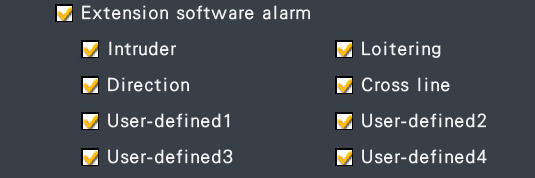 Extension software alarm
Intruder Loitering
Direction Cross line
User-defined1 User-defined2
User-defined3 User-defined4